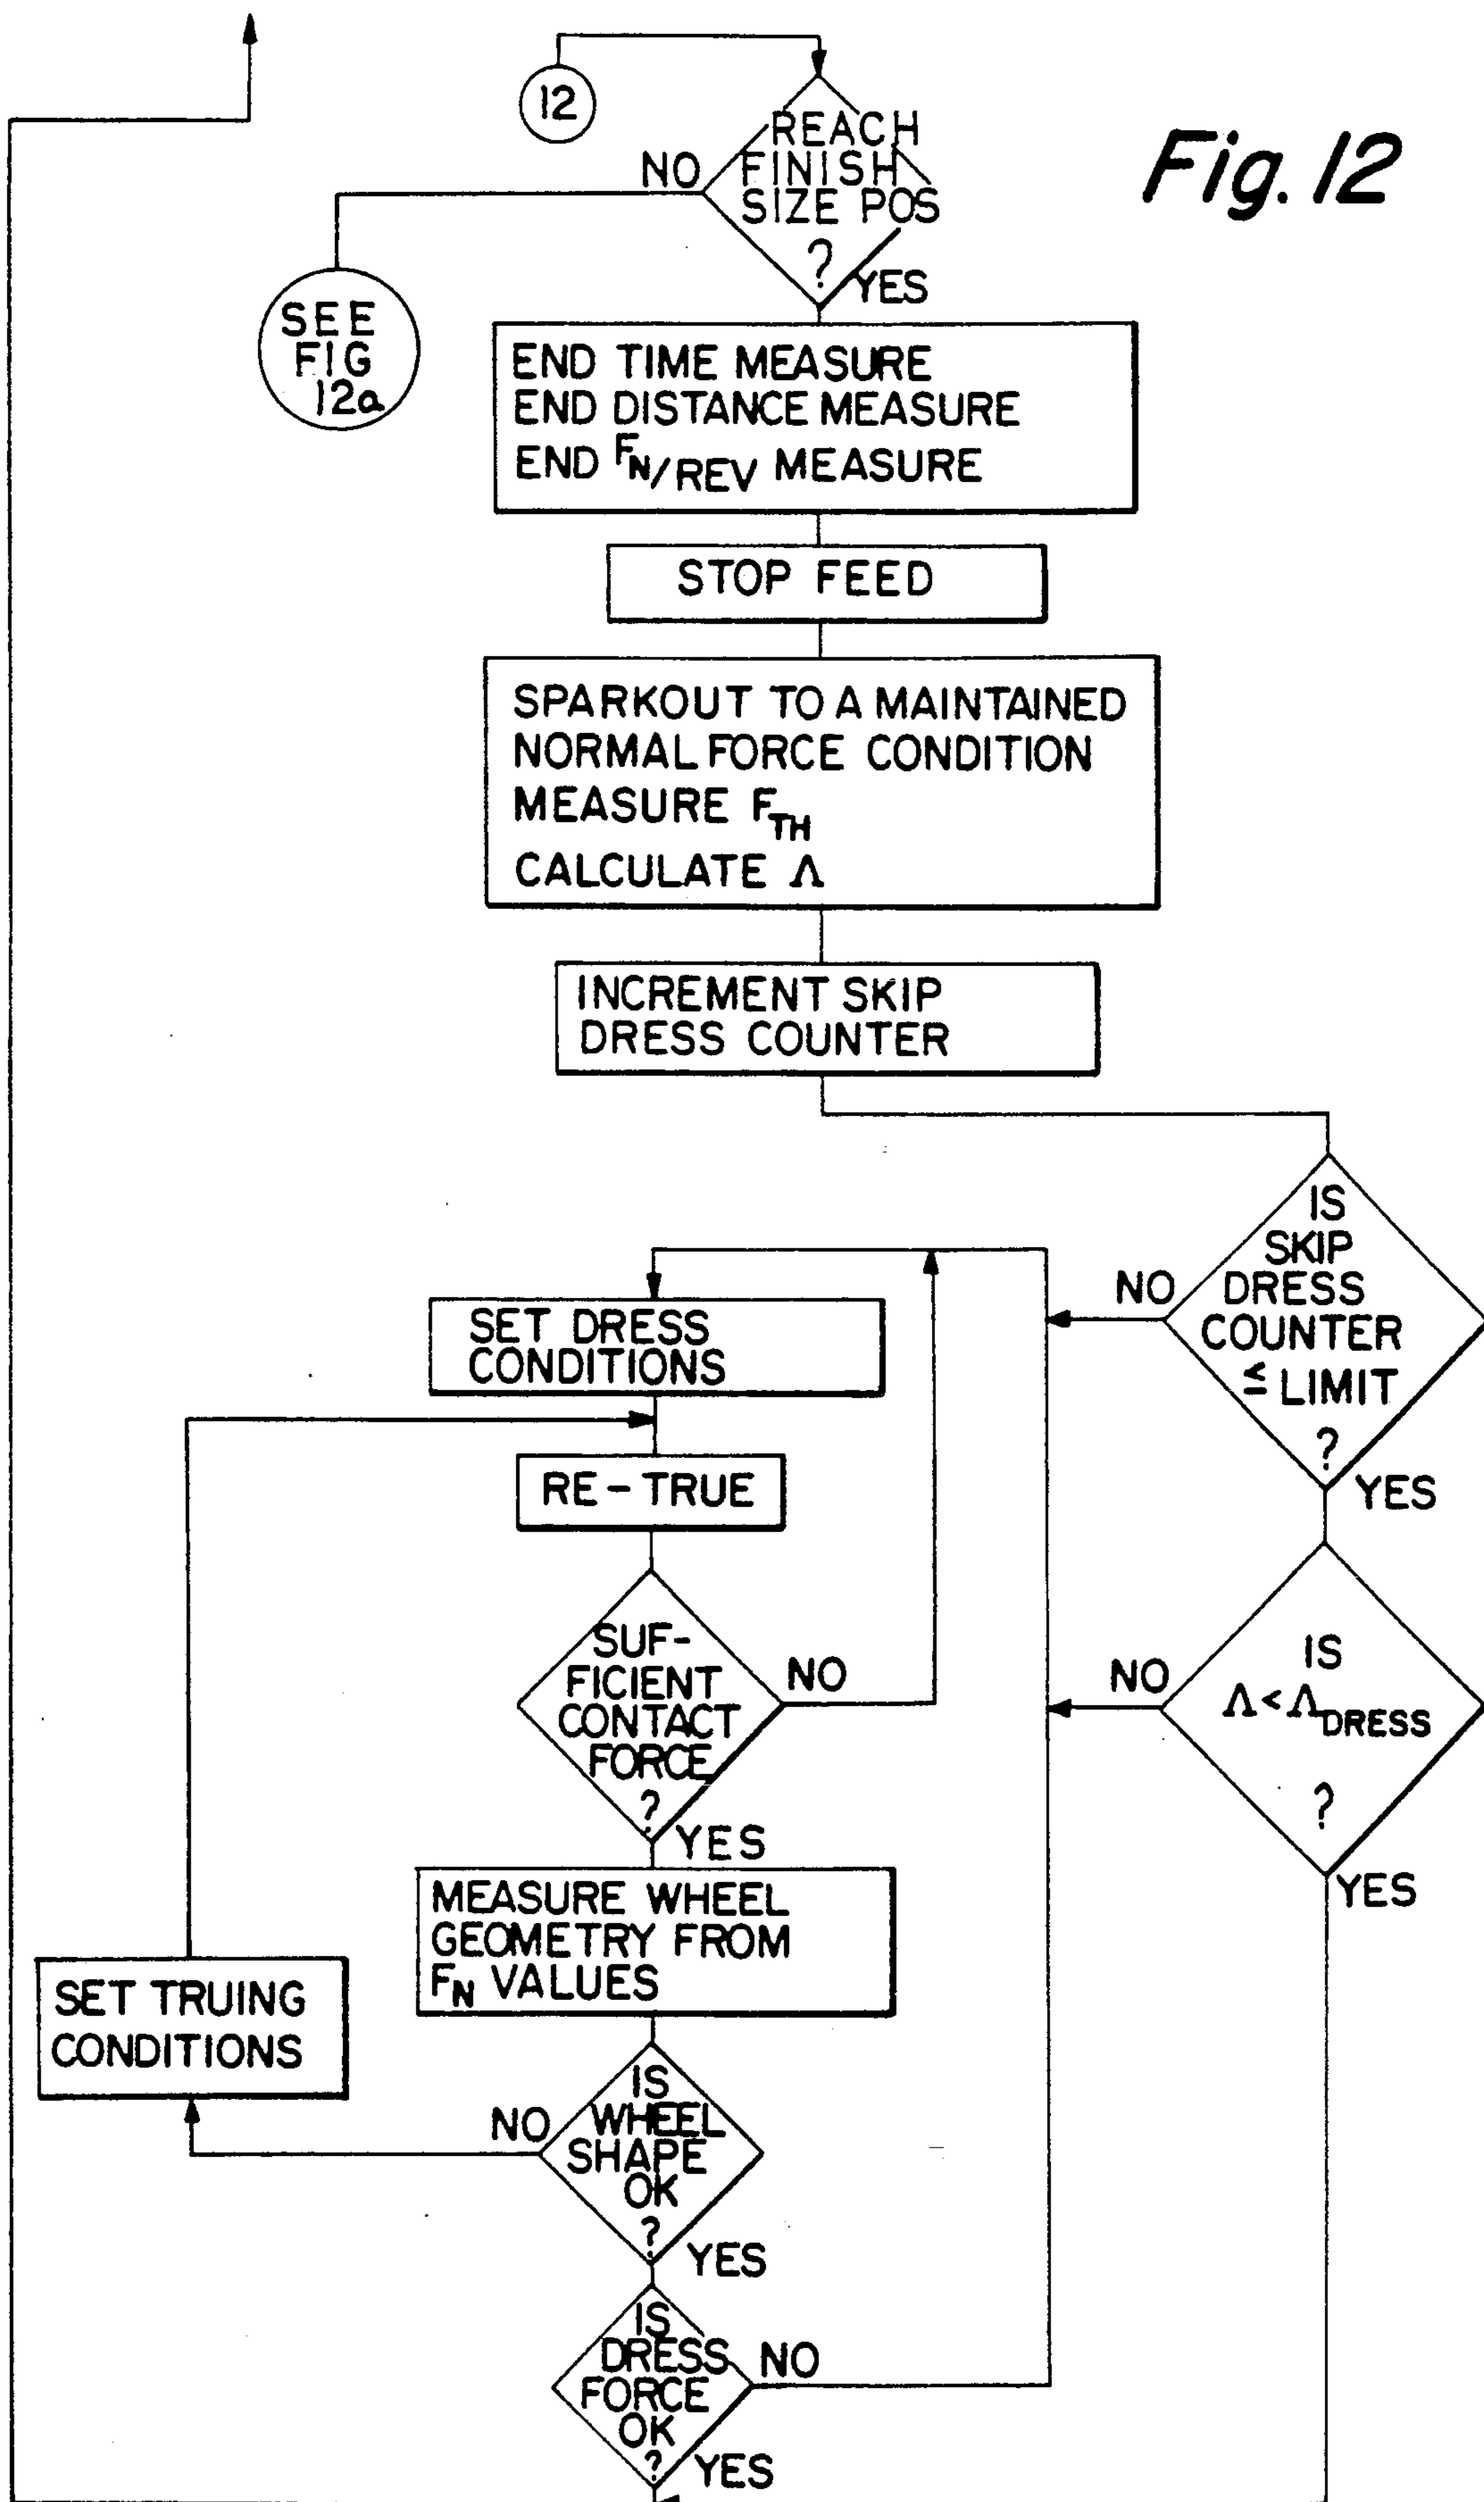 Fig. 12
12
REACH
FINISH
SIZE POS
?
NO
YES
SEE
FIG
12a
END TIME MEASURE
END DISTANCE MEASURE
END FN/REV MEASURE
STOP FEED
SPARKOUT TO A MAINTAINED
NORMAL FORCE CONDITION
MEASURE FTH
CALCULATE Λ
INCREMENT SKIP
DRESS COUNTER
IS
SKIP
DRESS
COUNTER
≤ LIMIT
?
NO
YES
SET DRESS
CONDITIONS
RE-TRUE
SUF-
FICIENT
CONTACT
FORCE
?
NO
YES
IS
Λ < ΛDRESS
?
NO
YES
MEASURE WHEEL
GEOMETRY FROM
FN VALUES
SET TRUING
CONDITIONS
IS
WHEEL
SHAPE
OK
?
NO
YES
IS
DRESS
FORCE
OK
?
NO
YES